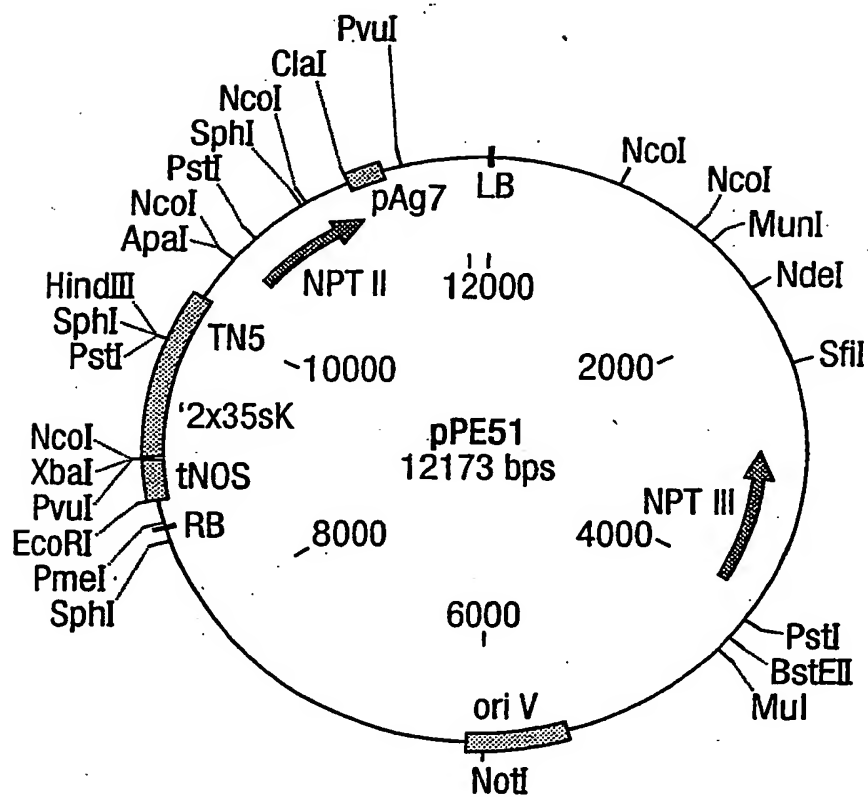 PvuI
ClaI
NcoI
SphI
PstI
NcoI
ApaI
HindIII
SphI
PstI
NcoI
XbaI
PvuI
EcoRI
PmeI
SphI
pAg7
LB
NcoI
NcoI
MunI
NdeI
SfiI
NPT II
TN5
12000
10000
2000
'2x35sK
pPE51
12173 bps
tNOS
RB
NPT III
8000
4000
6000
PstI
BstEII
MluI
ori V
NotI